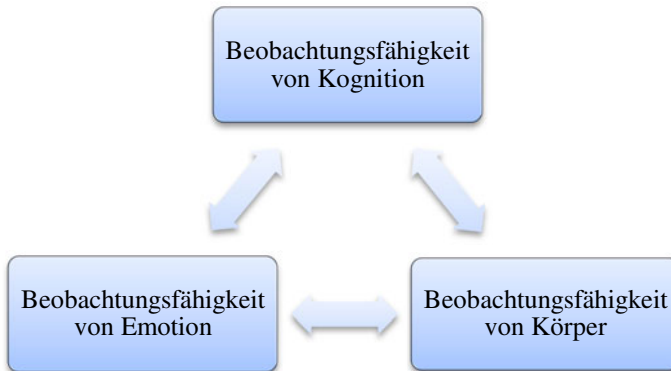 Beobachtungsfähigkeit
von Kognition
Beobachtungsfähigkeit
von Emotion
Beobachtungsfähigkeit
von Körper